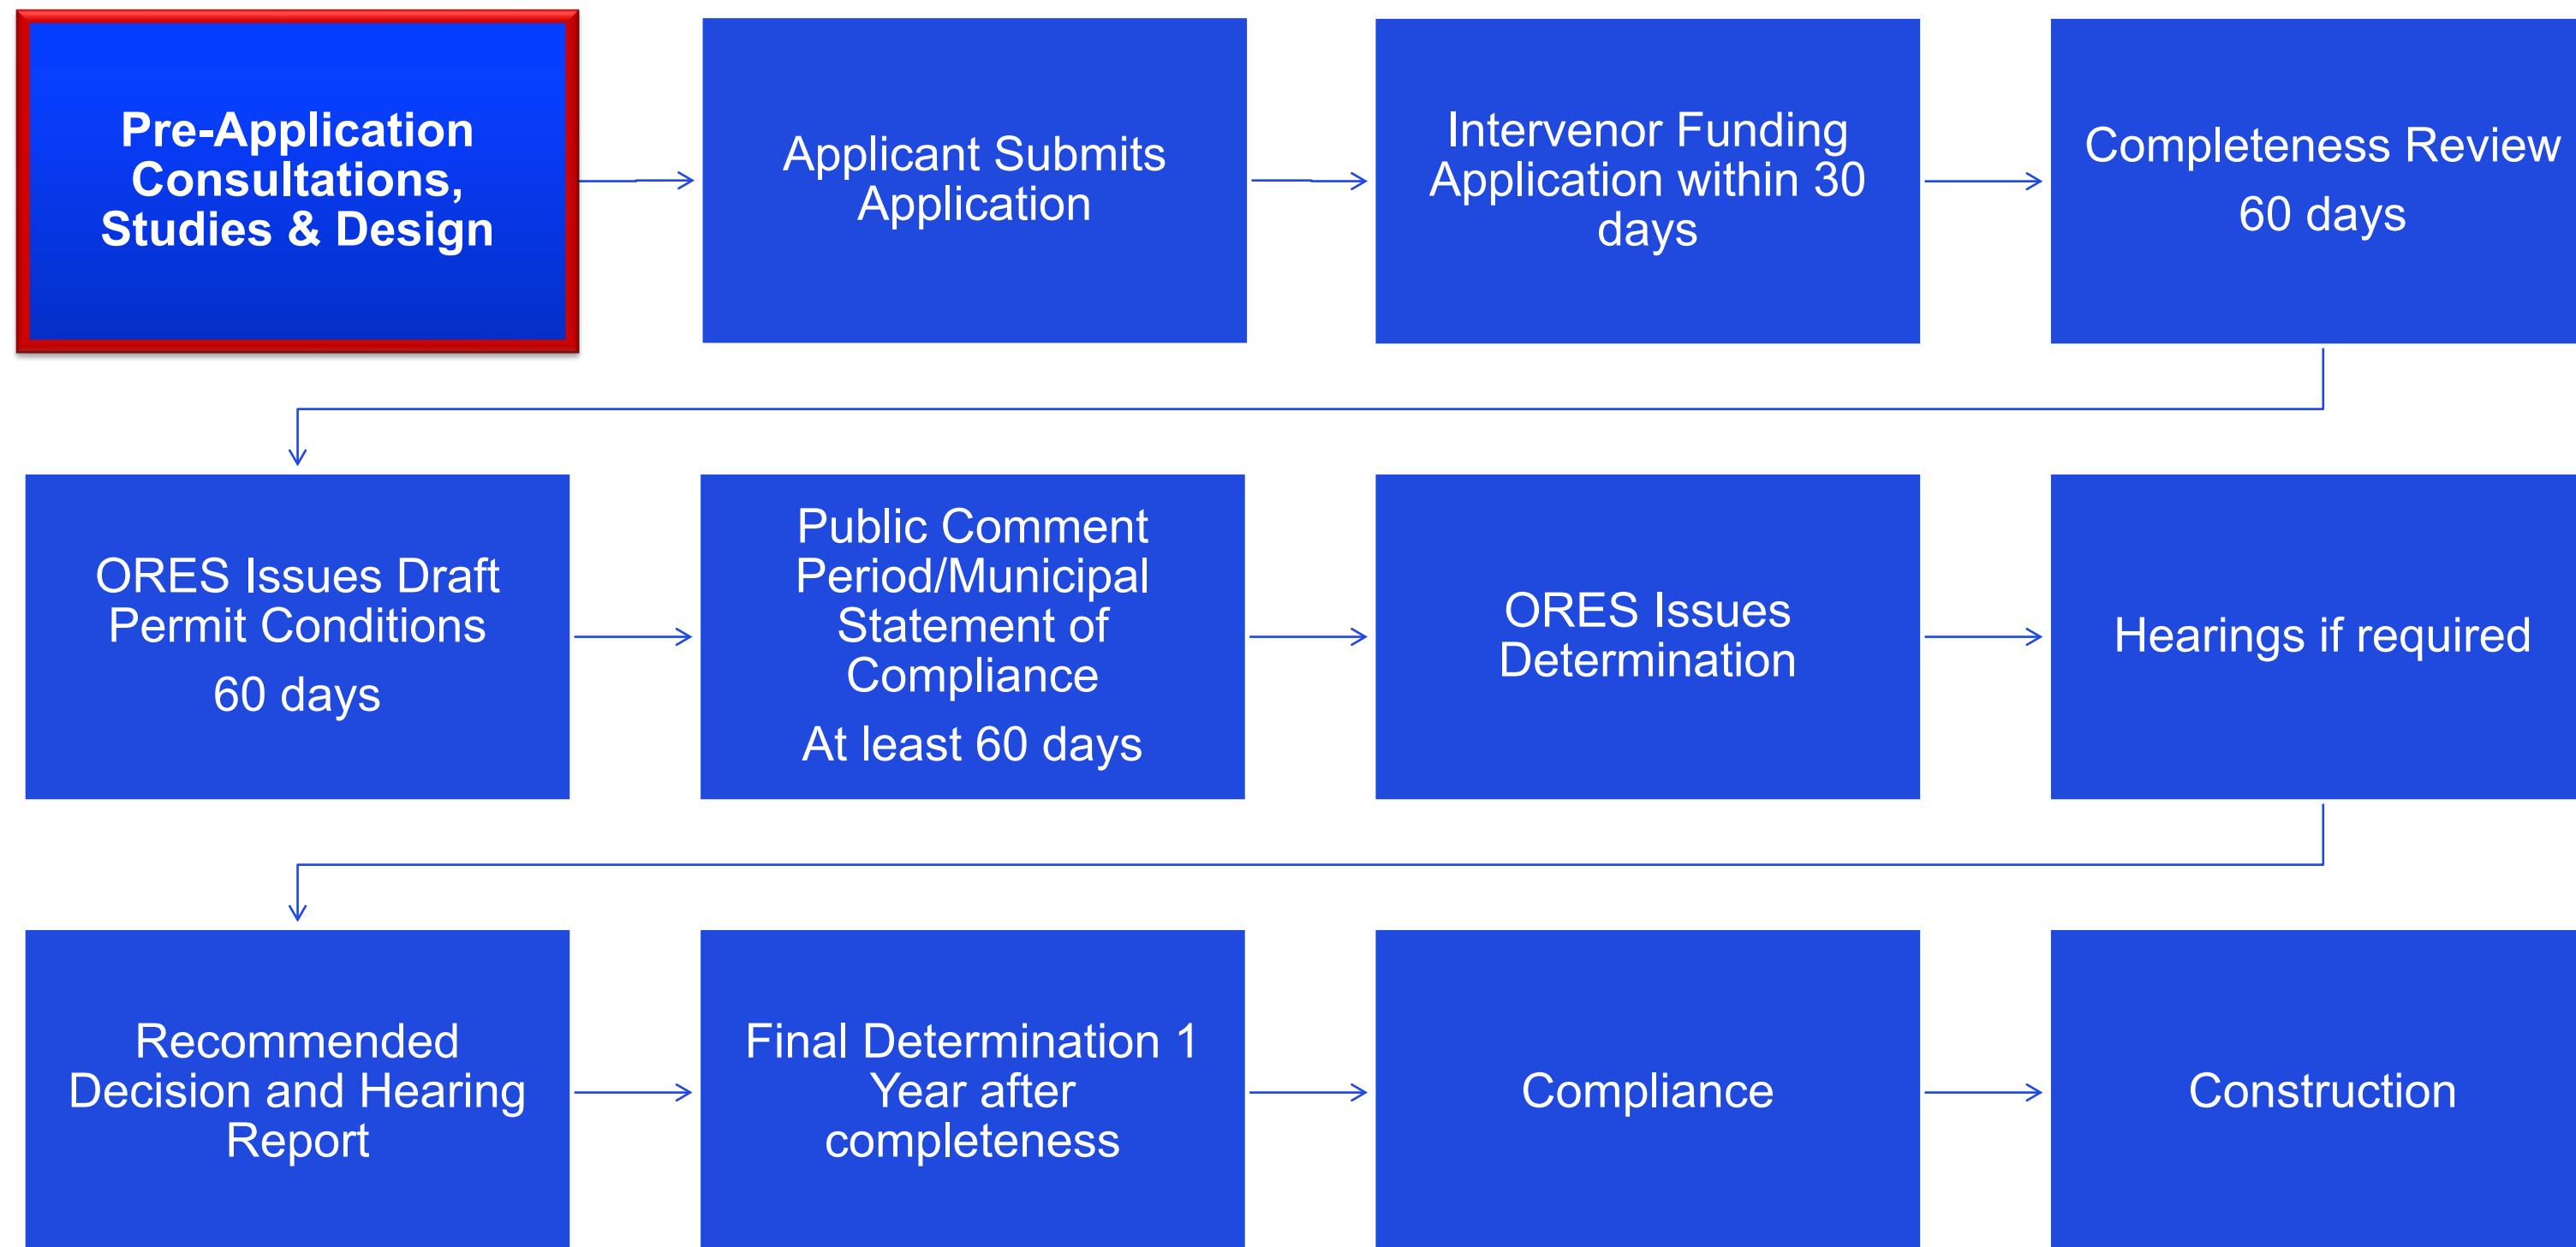 Pre-Application
Consultations,
Studies & Design
Applicant Submits
Application
Intervenor Funding
Application within 30
days
Completeness Review
60 days
ORES Issues Draft
Permit Conditions
60 days
Public Comment
Period/Municipal
Statement of
Compliance
At least 60 days
ORES Issues
Determination
Hearings if required
Recommended
Decision and Hearing
Report
Final Determination 1
Year after
completeness
Compliance
Construction